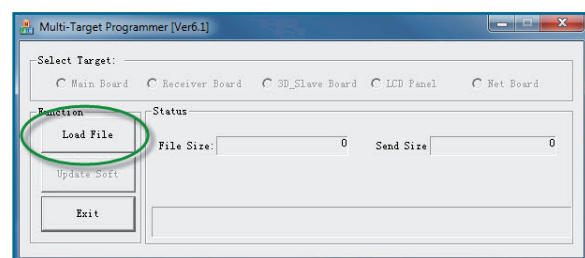 Multi-Target Programmer [Ver6.1]
Select Target:
Main Board Receiver Board 3D_Slave Board LCD Panel Net Board
Function
Status
Load File
File Size: 0 Send Size 0
Update Soft
Exit